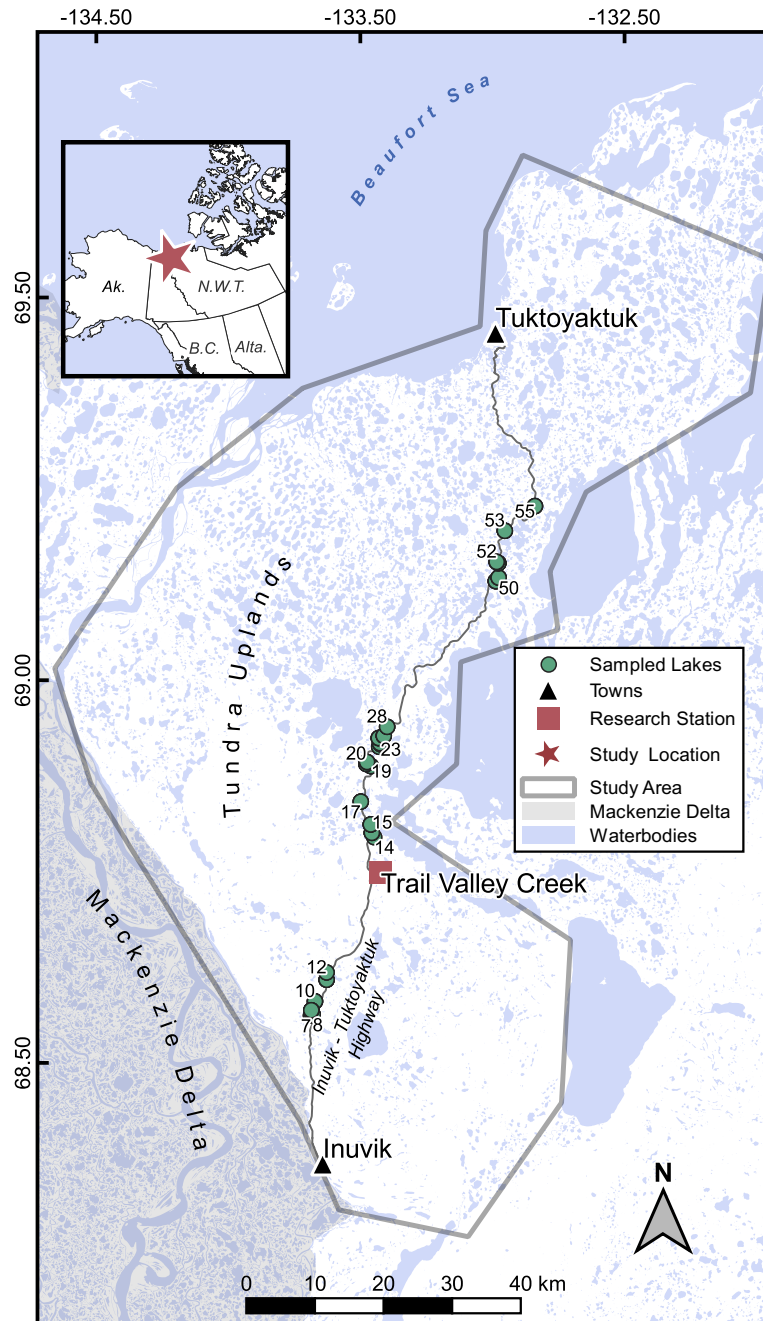 -134.50
-133.50
-132.50
Beaufort Sea
Ak.
N.W.T.
B.C.
Alta.
69.50
Tuktoyaktuk
55
53
52
50
Tundra Uplands
69.00
Sampled Lakes
Towns
Research Station
Study Location
Study Area
Mackenzie Delta
Waterbodies
28
23
20
19
17
15
14
Trail Valley Creek
Mackenzie Delta
12
10
78
Inuvik - Tuktoyaktuk
Highway
68.50
Inuvik
N
0 10 20 30 40 km